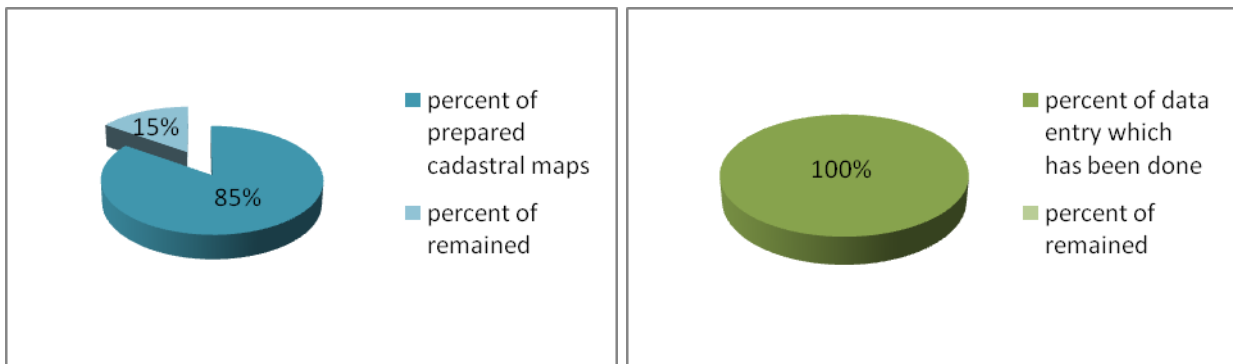 15%
85%
percent of
prepared
cadastral maps
percent of
remained
100%
percent of data
entry which
has been done
percent of
remained